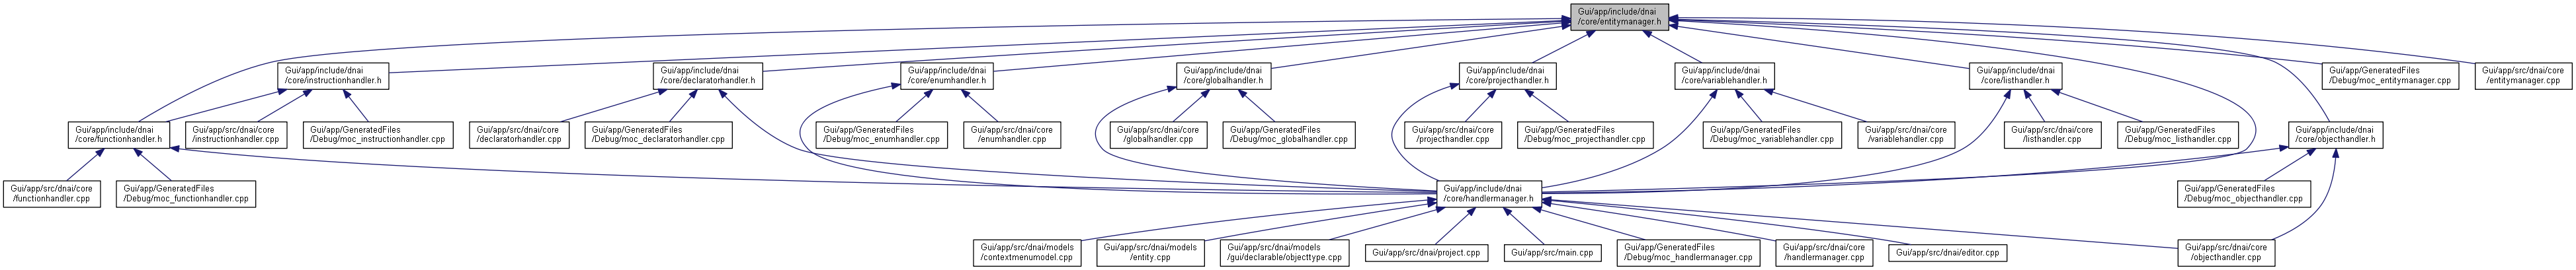 Gui/app/include/dnai
/core/entitymanager.h
Gui/app/include/dnai
/core/instructionhandler.h
Gui/app/include/dnai
/core/declaratorhandler.h
Gui/app/include/dnai
/core/enumhandler.h
Gui/app/include/dnai
/core/globalhandler.h
Gui/app/include/dnai
/core/projecthandler.h
Gui/app/include/dnai
/core/variablehandler.h
Gui/app/include/dnai
/core/listhandler.h
Gui/app/GeneratedFiles
/Debug/moc_entitymanager.cpp
Gui/app/src/dnai/core
/entitymanager.cpp
Gui/app/include/dnai
/core/functionhandler.h
Gui/app/src/dnai/core
/instructionhandler.cpp
Gui/app/GeneratedFiles
/Debug/moc_instructionhandler.cpp
Gui/app/src/dnai/core
/declaratorhandler.cpp
Gui/app/GeneratedFiles
/Debug/moc_declaratorhandler.cpp
Gui/app/GeneratedFiles
/Debug/moc_enumhandler.cpp
Gui/app/src/dnai/core
/enumhandler.cpp
Gui/app/src/dnai/core
/globalhandler.cpp
Gui/app/GeneratedFiles
/Debug/moc_globalhandler.cpp
Gui/app/src/dnai/core
/projecthandler.cpp
Gui/app/GeneratedFiles
/Debug/moc_projecthandler.cpp
Gui/app/GeneratedFiles
/Debug/moc_variablehandler.cpp
Gui/app/src/dnai/core
/variablehandler.cpp
Gui/app/src/dnai/core
/listhandler.cpp
Gui/app/GeneratedFiles
/Debug/moc_listhandler.cpp
Gui/app/include/dnai
/core/objecthandler.h
Gui/app/src/dnai/core
/functionhandler.cpp
Gui/app/GeneratedFiles
/Debug/moc_functionhandler.cpp
Gui/app/include/dnai
/core/handlermanager.h
Gui/app/GeneratedFiles
/Debug/moc_objecthandler.cpp
Gui/app/src/dnai/models
/contextmenumodel.cpp
Gui/app/src/dnai/models
/entity.cpp
Gui/app/src/dnai/models
/gui/declarable/objecttype.cpp
Gui/app/src/dnai/project.cpp
Gui/app/src/main.cpp
Gui/app/GeneratedFiles
/Debug/moc_handlermanager.cpp
Gui/app/src/dnai/core
/handlermanager.cpp
Gui/app/src/dnai/editor.cpp
Gui/app/src/dnai/core
/objecthandler.cpp